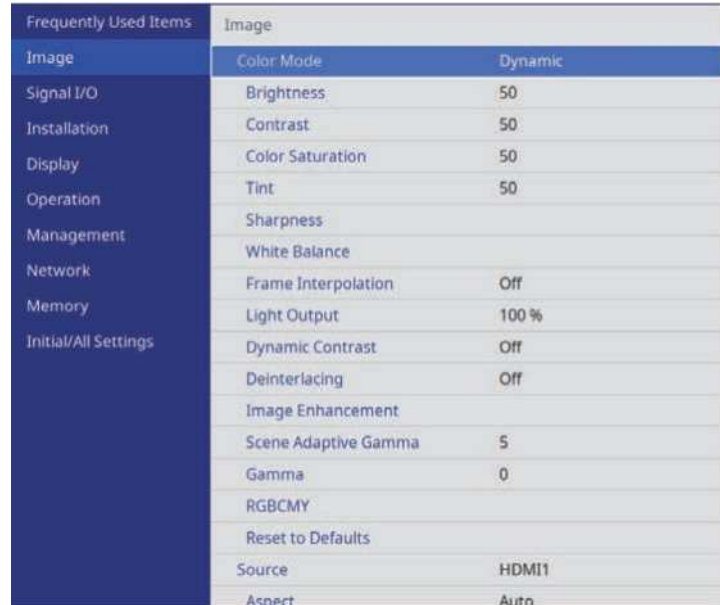 Frequently Used Items
Image
Signal I/O
Installation
Display
Operation
Management
Network
Memory
Initial/All Settings
Image
Color Mode Dynamic
Brightness 50
Contrast 50
Color Saturation 50
Tint 50
Sharpness
White Balance
Frame Interpolation Off
Light Output 100 %
Dynamic Contrast Off
Deinterlacing Off
Image Enhancement
Scene Adaptive Gamma 5
Gamma 0
RGBCMY
Reset to Defaults
Source HDMI1
Aspect Auto